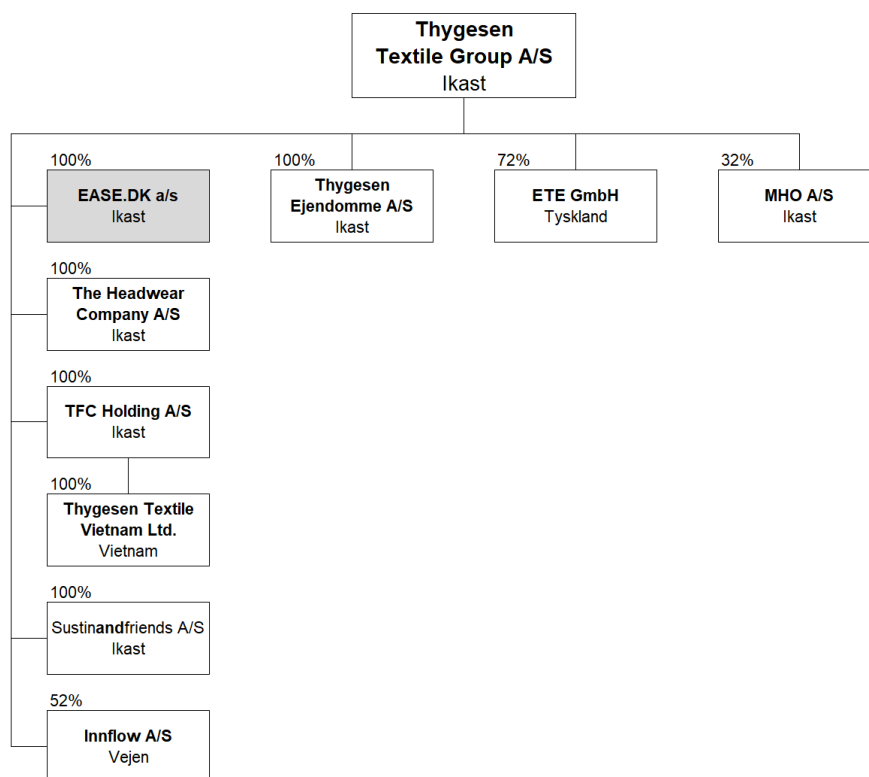 Thygesen
Textile Group A/S
Ikast
100%
EASE.DK a/s
Ikast
100%
Thygesen
Ejendomme A/S
Ikast
72%
ETE GmbH
Tyskland
32%
MHO A/S
Ikast
100%
The Headwear
Company A/S
Ikast
100%
TFC Holding A/S
Ikast
100%
Thygesen Textile
Vietnam Ltd.
Vietnam
100%
Sustinandfriends A/S
Ikast
52%
Innflow A/S
Vejen